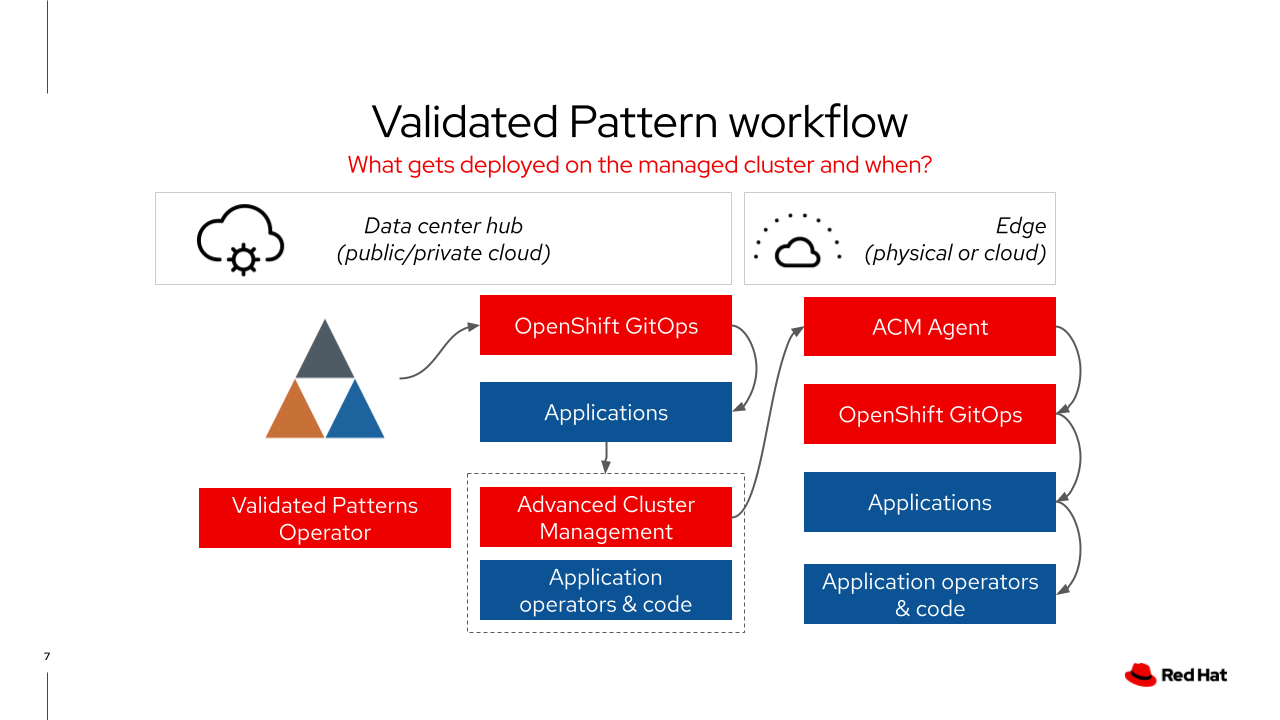 Validated Pattern workflow
What gets deployed on the managed cluster and when?
Data center hub
(public/private cloud)
Edge
(physical or cloud)
OpenShift GitOps
Applications
Validated Patterns
Operator
Advanced Cluster
Management
Application
operators & code
ACM Agent
OpenShift GitOps
Applications
Application operators
& code
7
Red Hat